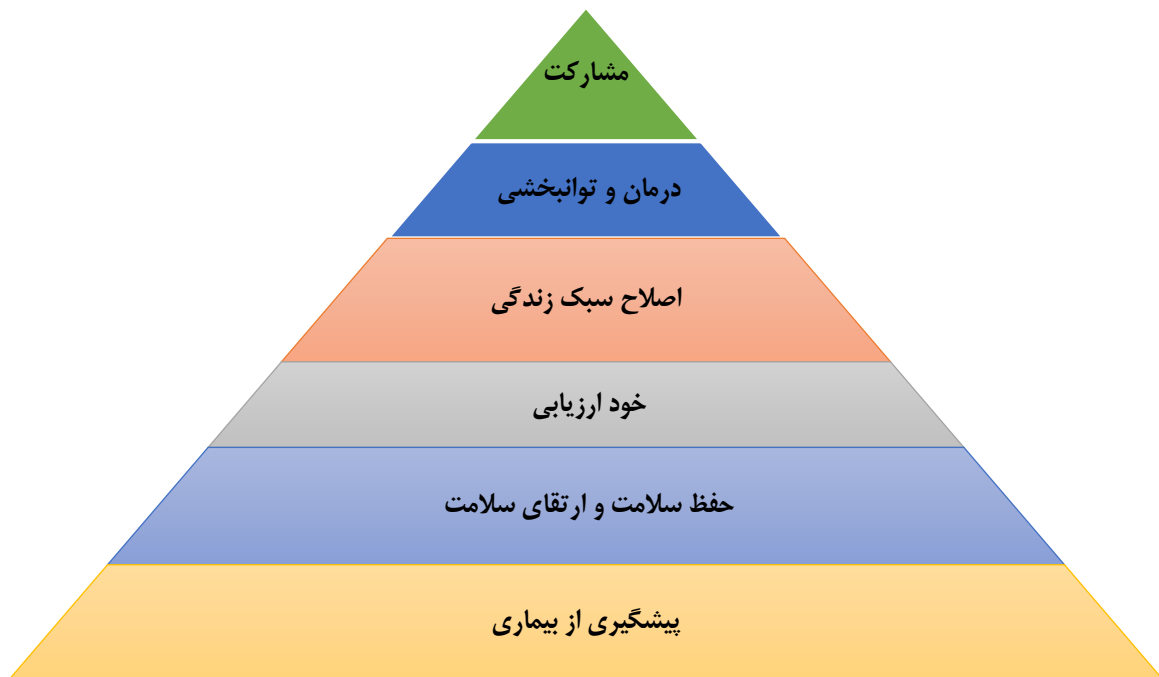 مشارکت
درمان و توانبخشی
اصلاح سبک زندگی
خود ارزیابی
حفظ سلامت و ارتقای سلامت
پیشگیری از بیماری